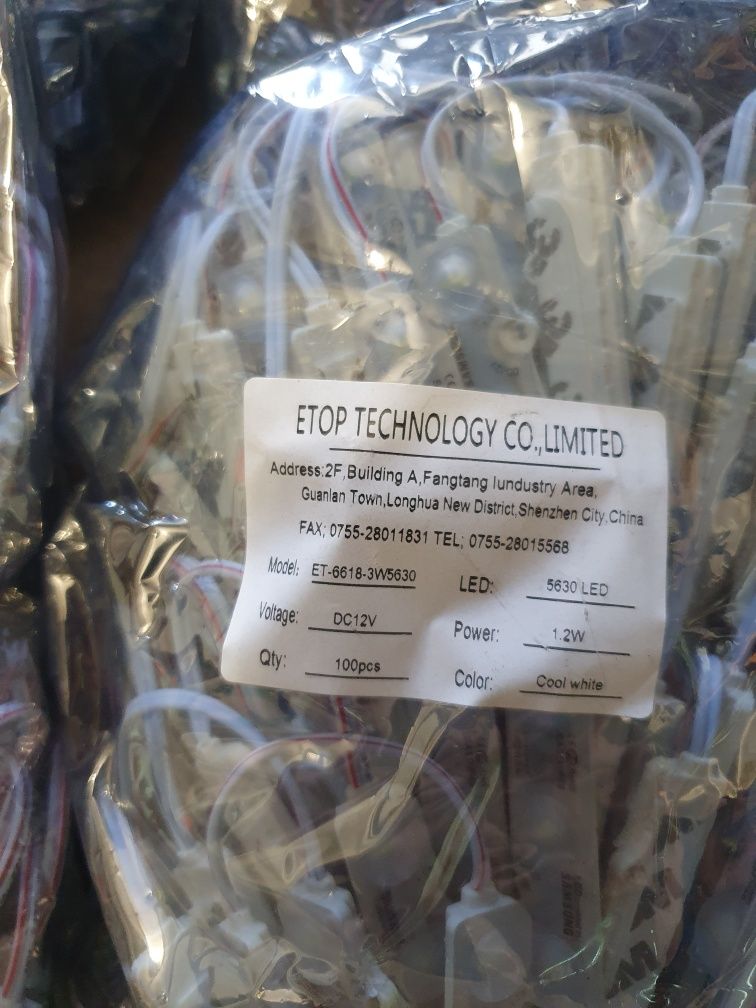 ETOP TECHNOLOGY CO.,LIMITED
Address:2F,Building A,Fangtang Iundustry Area,
Guanlan Town,Longhua New District,Shenzhen City,China
FAX; 0755-28011831 TEL; 0755-28015568
Model: ET-6618-3W5630 LED: 5630 LED
Voltage: DC12V Power: 1.2W
Qty: 100pcs Color: Cool white
SAMSUNG